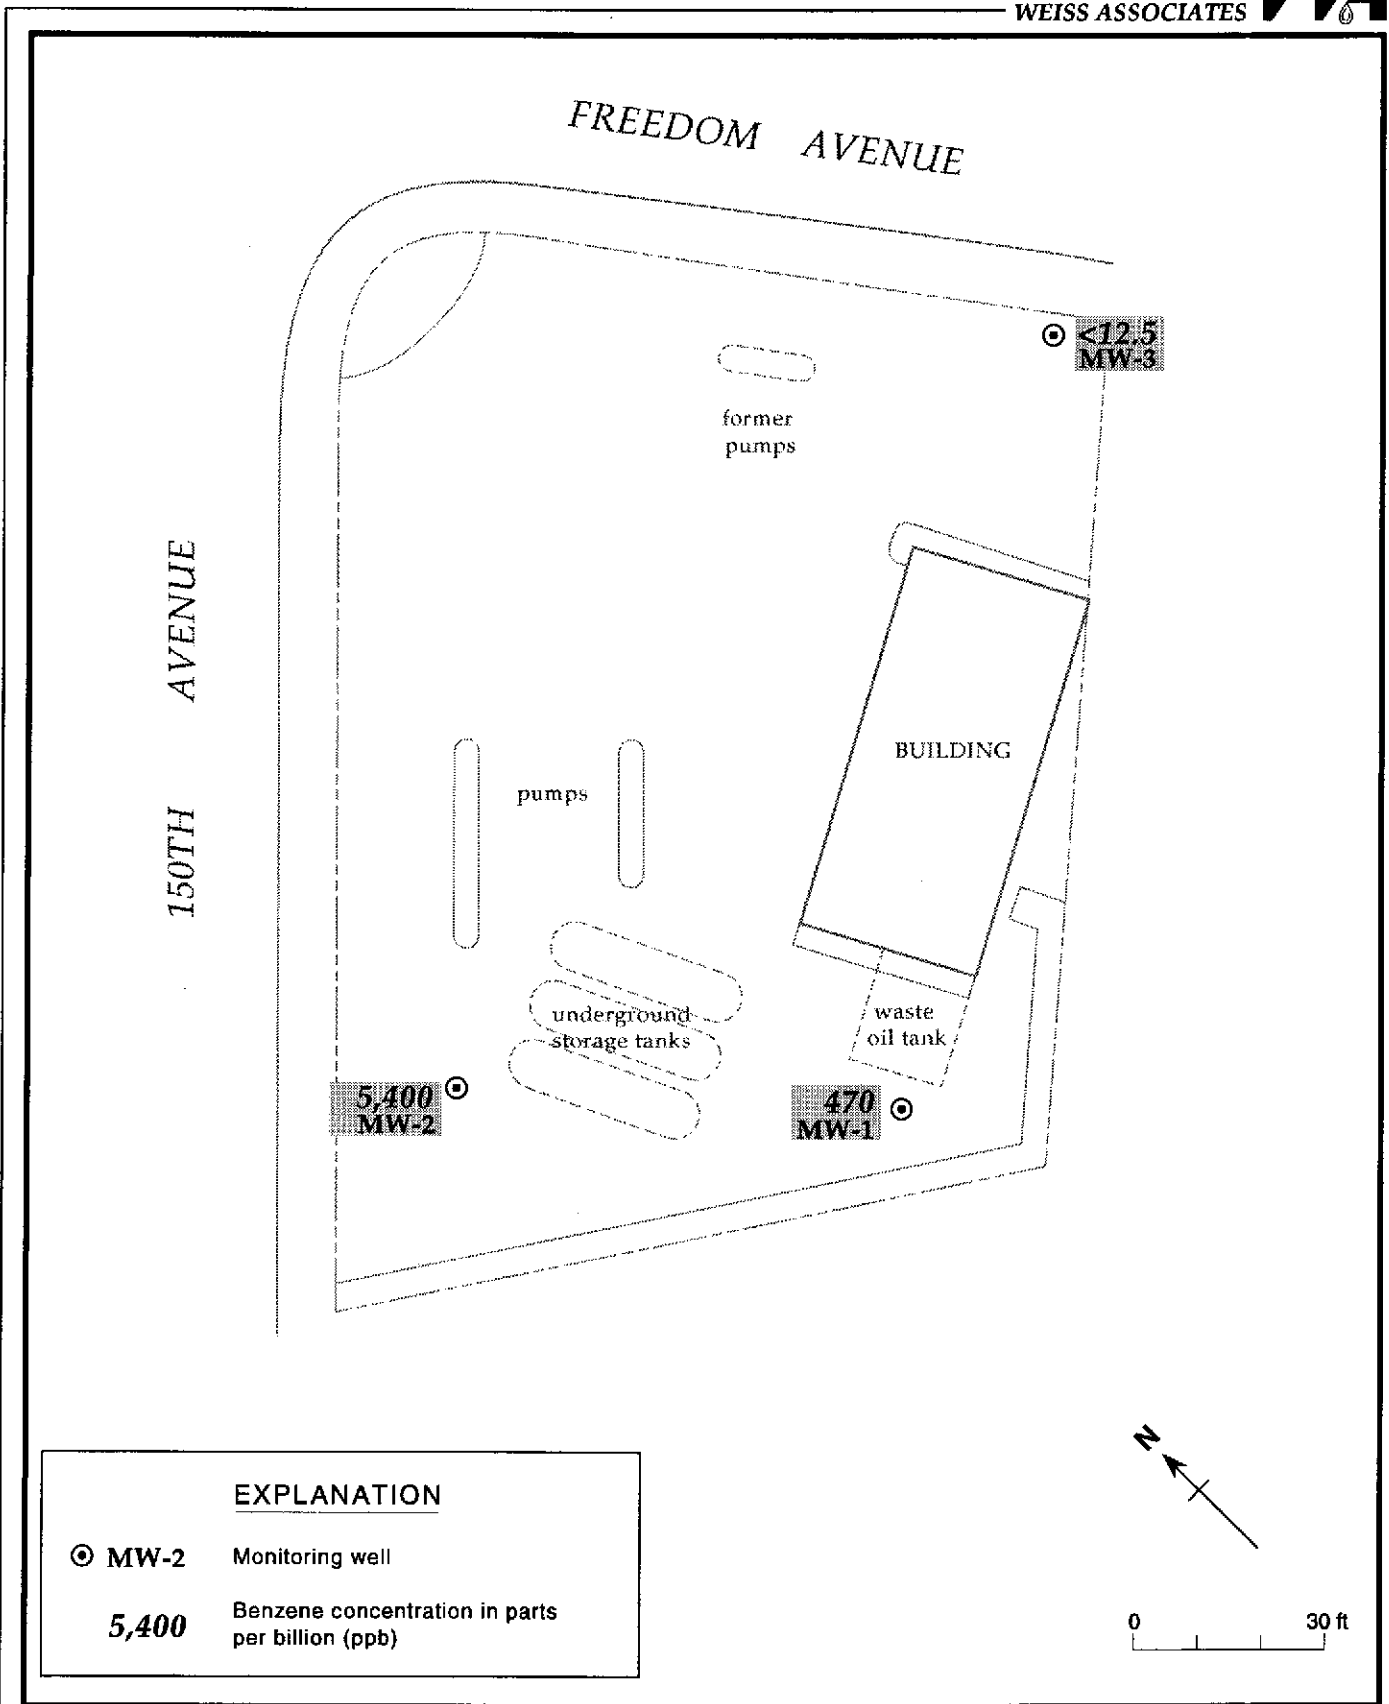 WEISS ASSOCIATES
FREEDOM AVENUE
<12.5
MW-3
former
pumps
150TH AVENUE
BUILDING
pumps
underground
storage tanks
waste
oil tank
5,400
MW-2
470
MW-1
N
EXPLANATION
MW-2 Monitoring well
5,400 Benzene concentration in parts
per billion (ppb)
0 30 ft